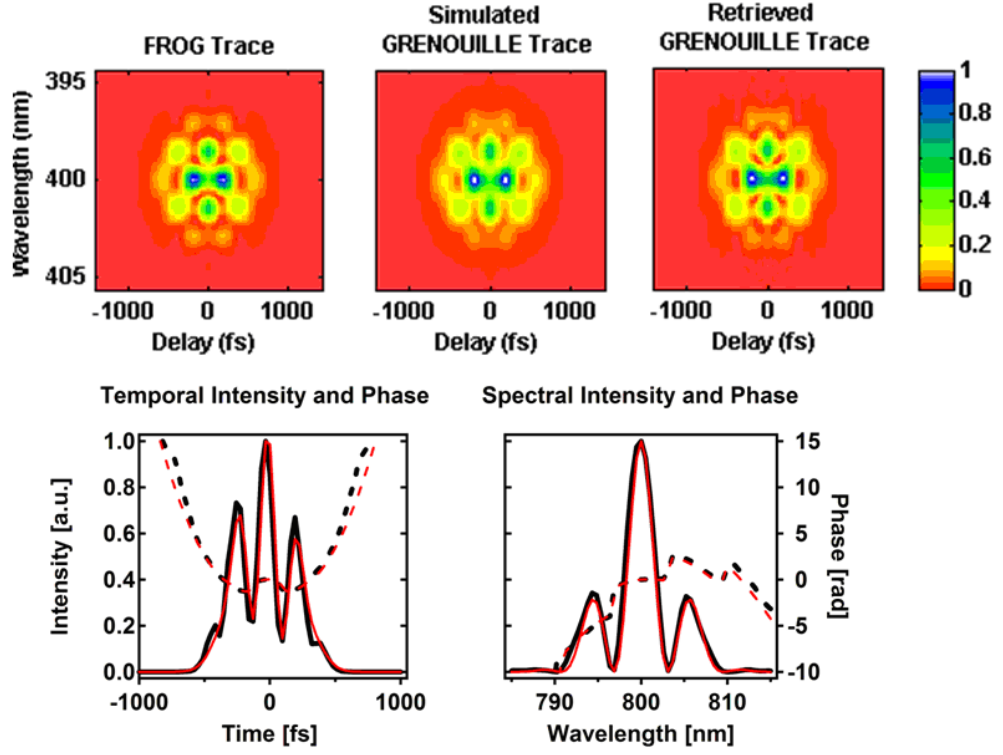 FROG Trace
Simulated
GRENOUILLE Trace
Retrieved
GRENOUILLE Trace
Wavelength (nm)
395
400
405
-1000 0 1000
-1000 0 1000
-1000 0 1000
Delay (fs)
Delay (fs)
Delay (fs)
1
0.8
0.6
0.4
0.2
0
Temporal Intensity and Phase
Spectral Intensity and Phase
Intensity [a.u.]
1.0
0.8
0.6
0.4
0.2
0.0
-1000 0 1000
Time [fs]
15
10
5
0
-5
-10
Phase [rad]
790 800 810
Wavelength [nm]